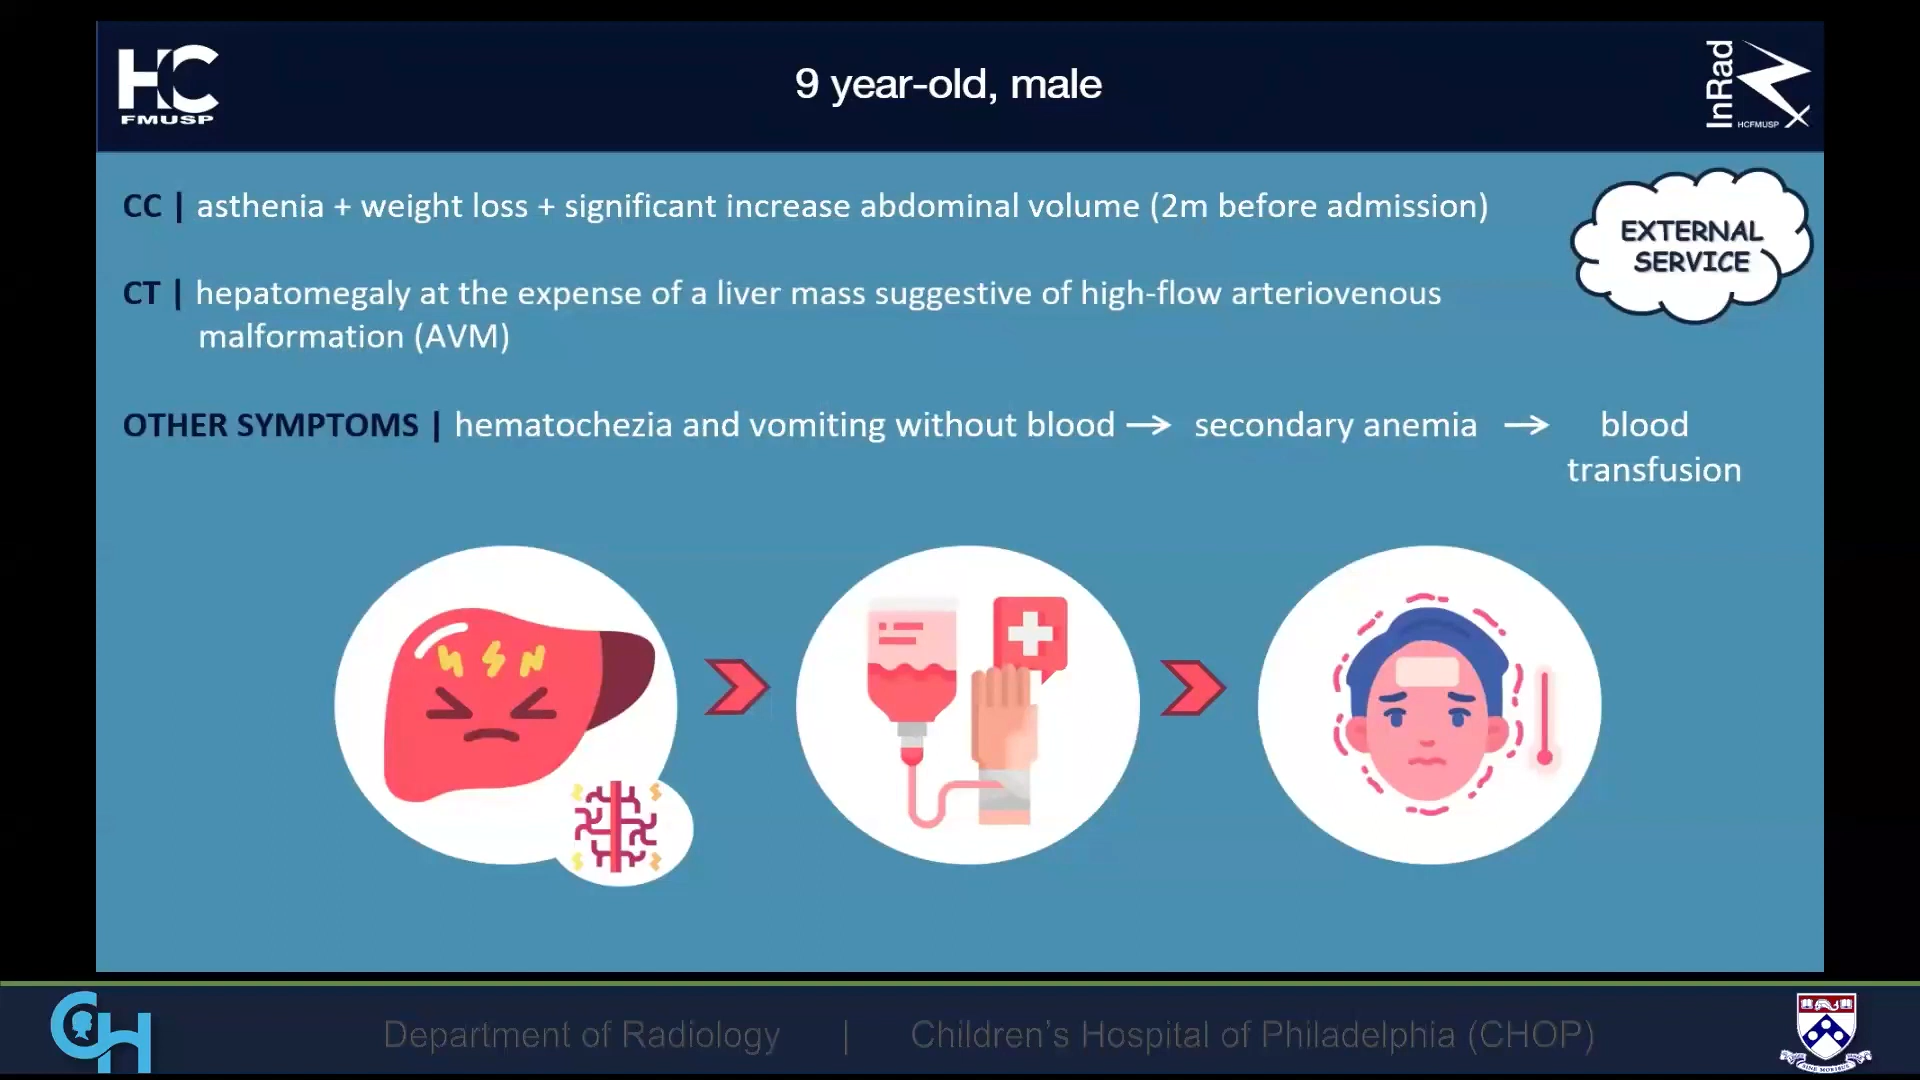 HC
FMUSP
9 year-old, male
InRad
HCFMUSP
CC | asthenia + weight loss + significant increase abdominal volume (2m before admission)
EXTERNAL
SERVICE
CT | hepatomegaly at the expense of a liver mass suggestive of high-flow arteriovenous
malformation (AVM)
OTHER SYMPTOMS | hematochezia and vomiting without blood → secondary anemia → blood
transfusion
CH
Department of Radiology | Children's Hospital of Philadelphia (CHOP)